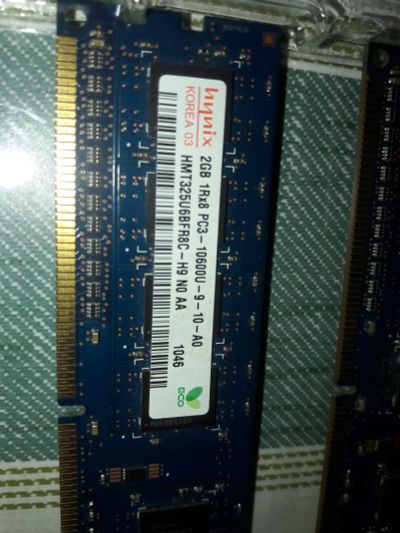 hynix
KOREA 03
2GB 1Rx8 PC3-10600U-9-10-A0
HMT325U6BFR8C-H9 N0 AA
1046
ECO